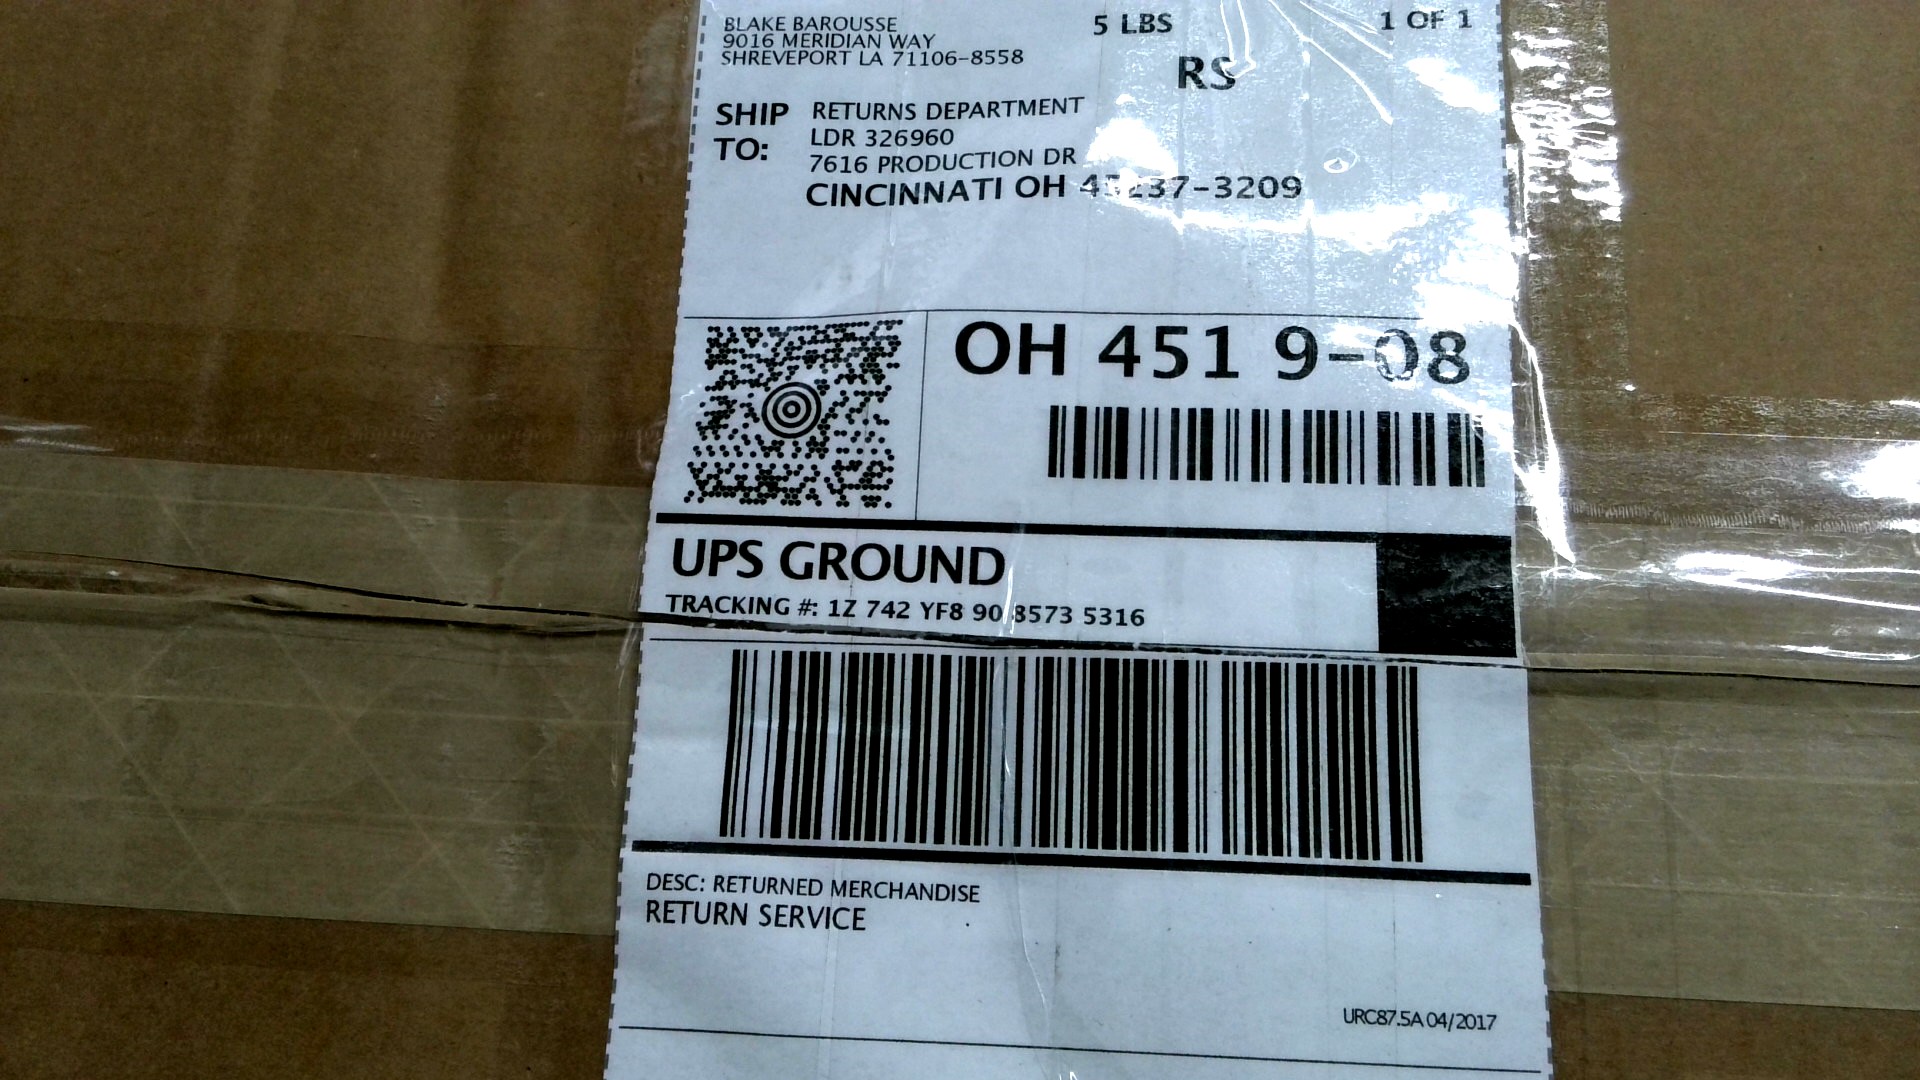 BLAKE BAROUSSE
9016 MERIDIAN WAY
SHREVEPORT LA 71106-8558
5 LBS
1 OF 1
RS
SHIP TO:
RETURNS DEPARTMENT
LDR 326960
7616 PRODUCTION DR
CINCINNATI OH
OH 451 9-08
UPS GROUND
TRACKING #: 1Z 742 YF8 90 8573 5316
DESC: RETURNED MERCHANDISE
RETURN SERVICE
URC87.5A 04/2017